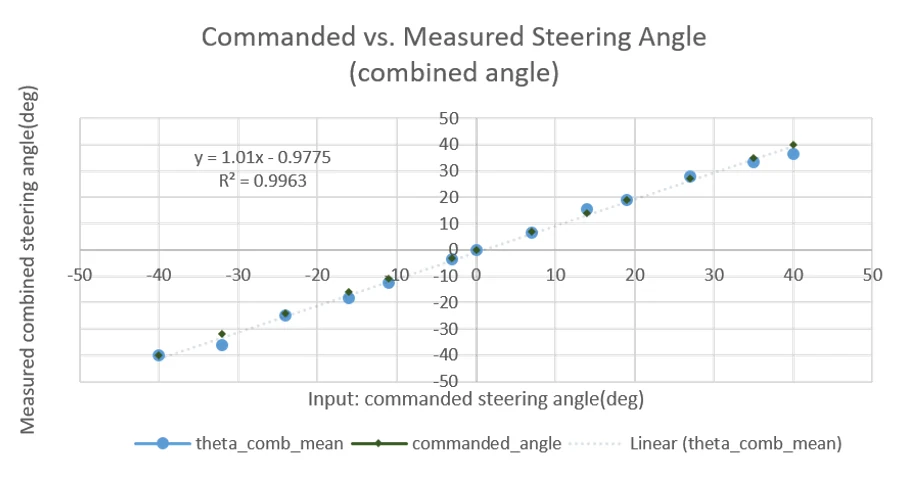 Commanded vs. Measured Steering Angle
(combined angle)
Measured combined steering angle(deg)
y = 1.01x - 0.9775
R² = 0.9963
50
40
30
20
10
0
-10
-20
-30
-40
-50
-50 -40 -30 -20 -10 0 10 20 30 40 50
Input: commanded steering angle(deg)
theta_comb_mean commanded_angle Linear (theta_comb_mean)